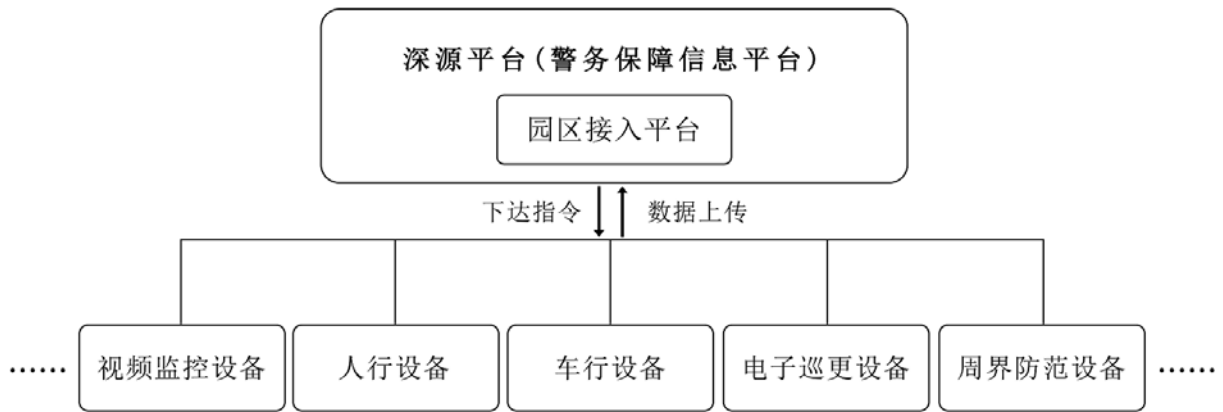 深源平台(警务保障信息平台)
园区接入平台
下达指令 数据上传
…… 视频监控设备 人行设备 车行设备 电子巡更设备 周界防范设备 ……